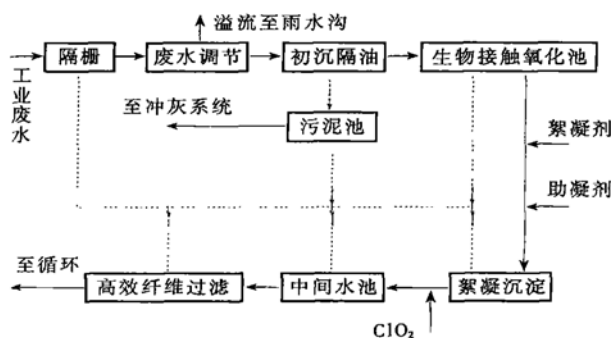 溢流至雨水沟
隔栅
废水调节
初沉隔油
生物接触氧化池
工业废水
至冲灰系统
污泥池
絮凝剂
助凝剂
至循环
高效纤维过滤
中间水池
絮凝沉淀
ClO₂